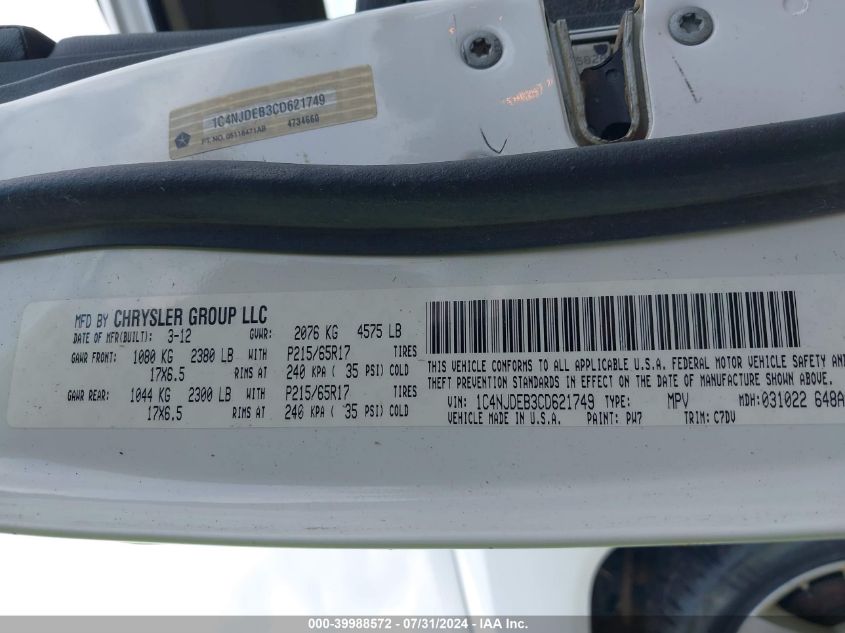 1C4NJDEB3CD621749
PT. NO. 05116471AB 4734660
MFD BY CHRYSLER GROUP LLC
DATE OF MFR(BUILT): 3-12 GVWR: 2076 KG 4575 LB
GAWR FRONT: 1080 KG 2380 LB WITH P215/65R17 TIRES
17X6.5 RIMS AT 240 KPA ( 35 PSI) COLD
GAWR REAR: 1044 KG 2300 LB WITH P215/65R17 TIRES
17X6.5 RIMS AT 240 KPA ( 35 PSI) COLD
THIS VEHICLE CONFORMS TO ALL APPLICABLE U.S.A. FEDERAL MOTOR VEHICLE SAFETY AND
THEFT PREVENTION STANDARDS IN EFFECT ON THE DATE OF MANUFACTURE SHOWN ABOVE.
VIN: 1C4NJDEB3CD621749 TYPE: MPV MDH: 031022 648A
VEHICLE MADE IN U.S.A. PAINT: PW7 TRIM: C7DV
000-39988572 - 07/31/2024 - IAAI Inc.